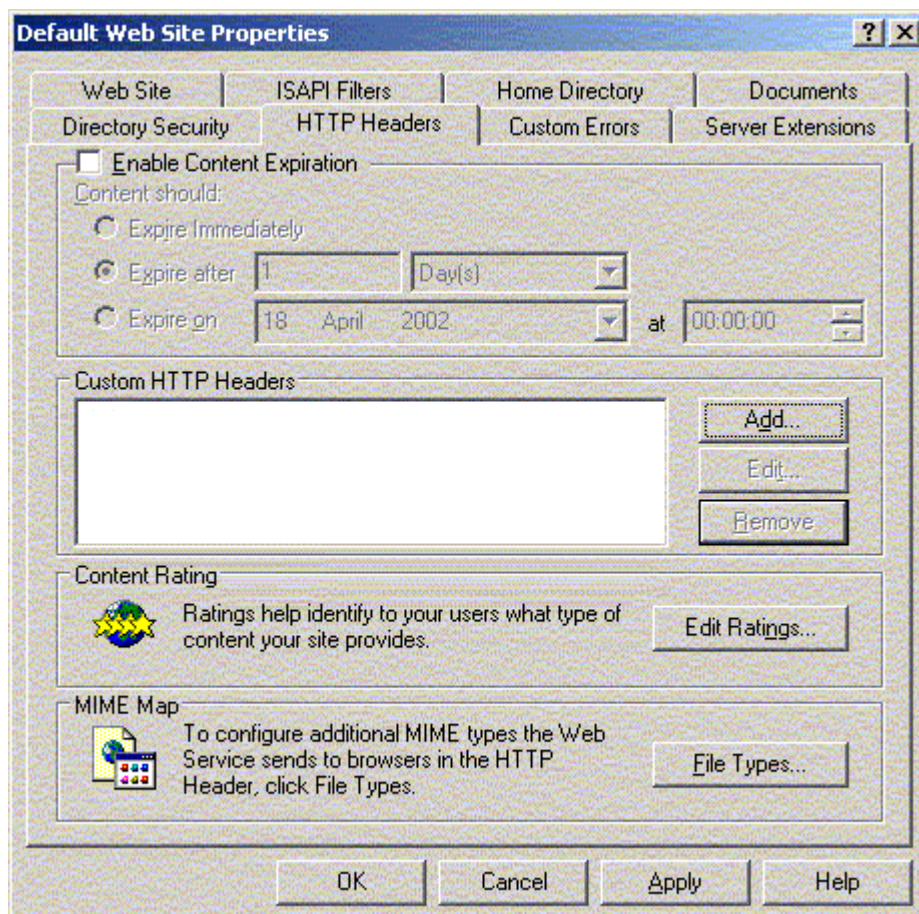 Default Web Site Properties
Web Site ISAPI Filters Home Directory Documents
Directory Security HTTP Headers Custom Errors Server Extensions
Enable Content Expiration
Content should:
Expire Immediately
Expire after 1 Day(s)
Expire on 18 April 2002 at 00:00:00
Custom HTTP Headers
Add...
Edit...
Remove
Content Rating
Ratings help identify to your users what type of
content your site provides.
Edit Ratings...
MIME Map
To configure additional MIME types the Web
Service sends to browsers in the HTTP
Header, click File Types.
File Types...
OK Cancel Apply Help